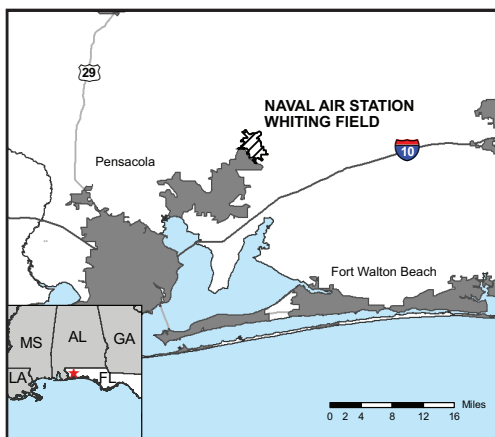 29
NAVAL AIR STATION
WHITING FIELD
10
Pensacola
Fort Walton Beach
MS
AL
GA
LA
FL
Miles
0 2 4 8 12 16